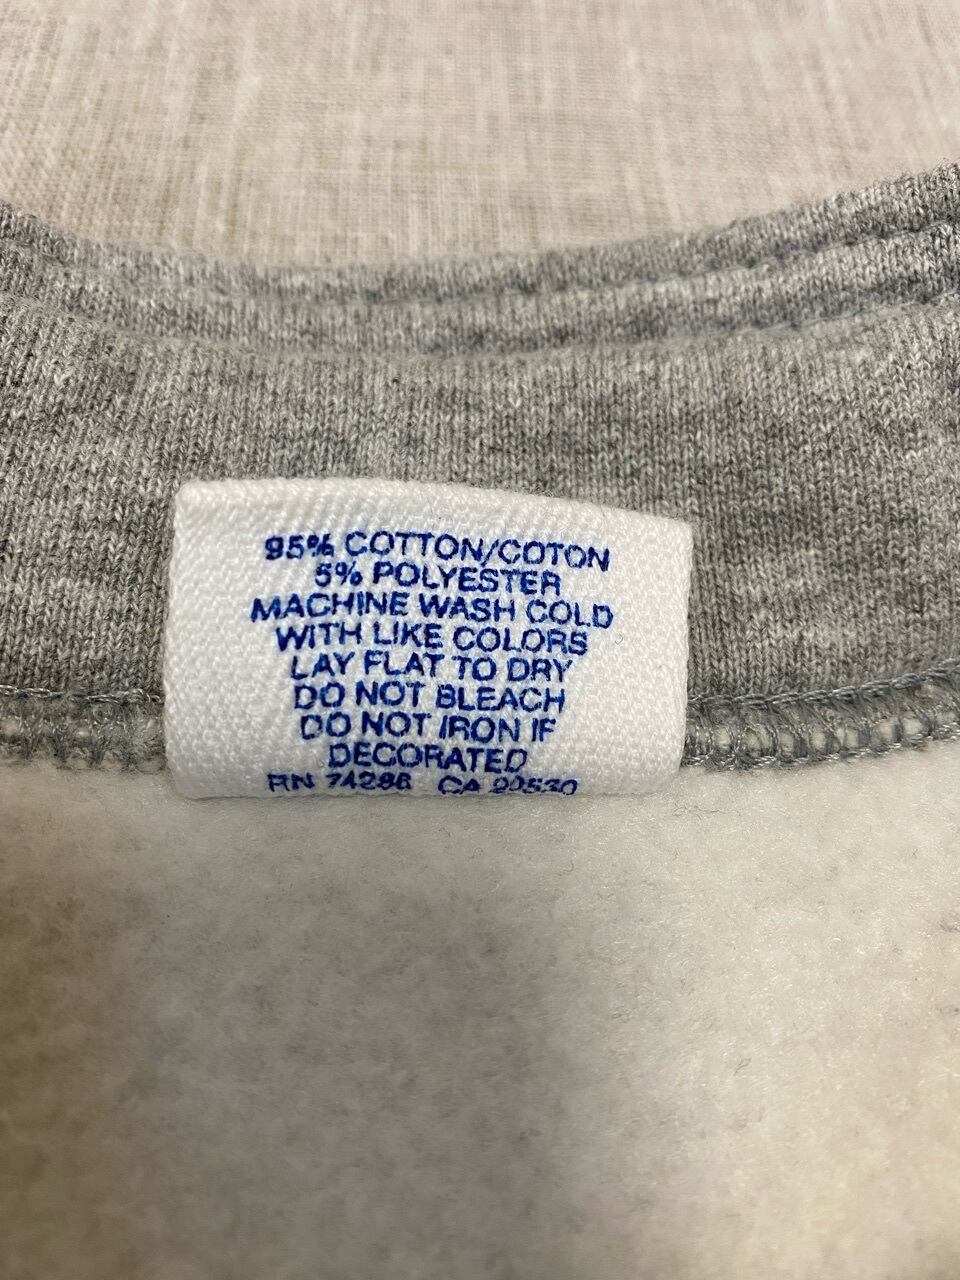 95% COTTON/COTON
5% POLYESTER
MACHINE WASH COLD
WITH LIKE COLORS
LAY FLAT TO DRY
DO NOT BLEACH
DO NOT IRON IF
DECORATED
RN 74286 CA